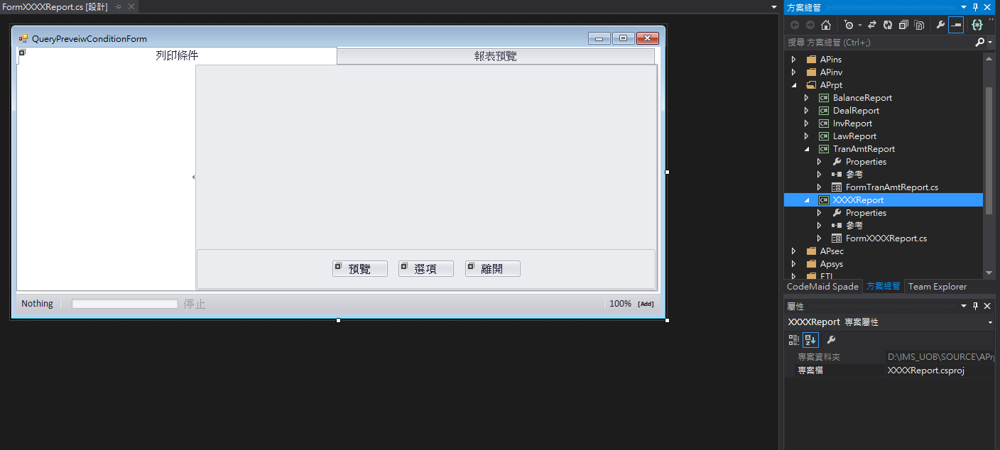 FormXXXXReport.cs [設計]
QueryPreveiwConditionForm
列印條件
報表預覽
預覽
選項
離開
Nothing
停止
100%
[Add]
方案總管
搜尋 方案總管 (Ctrl+;)
APins
APinv
APrpt
C# BalanceReport
C# DealReport
C# InvReport
C# LawReport
C# TranAmtReport
Properties
參考
FormTranAmtReport.cs
C# XXXXReport
Properties
參考
FormXXXXReport.cs
APsec
Apsys
ETL
CodeMaid Spade
方案總管
Team Explorer
屬性
XXXXReport 專案屬性
專案資料夾
D:\IMS_UOB\SOURCE\APr
專案檔
XXXXReport.csproj